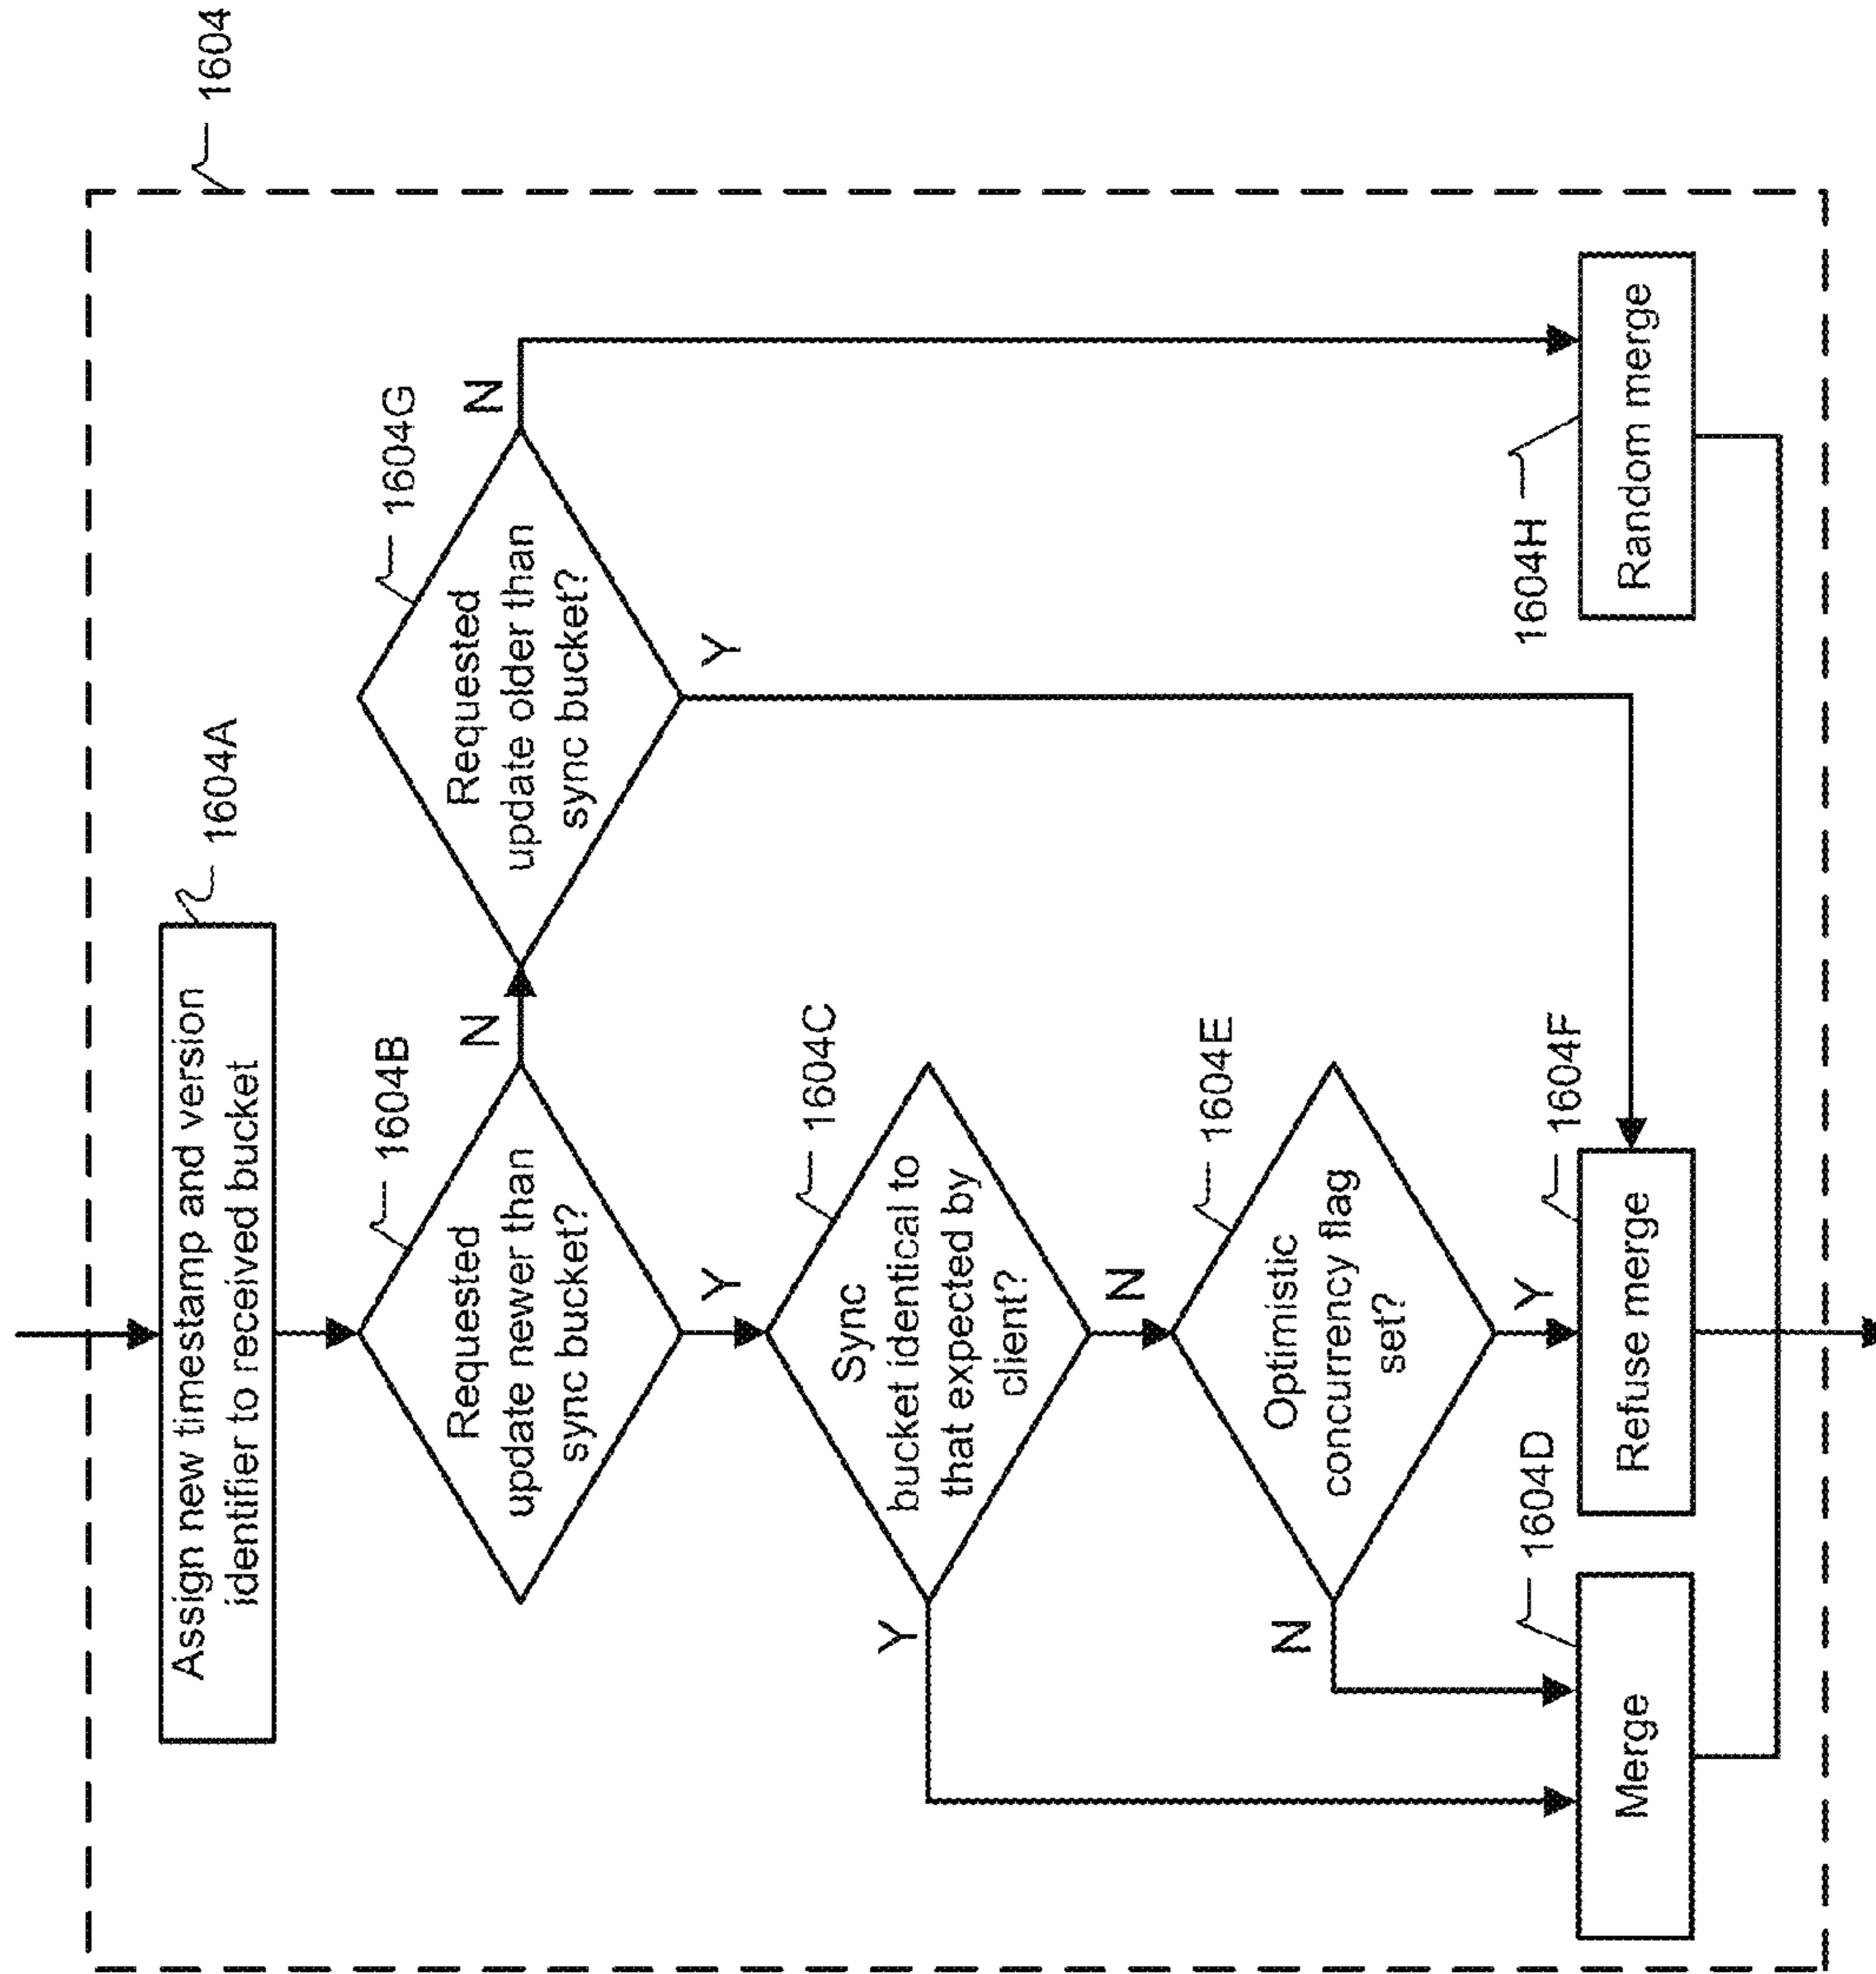 1604
Assign new timestamp and version
identifier to received bucket
1604A
Requested
update newer than
sync bucket?
1604B
N
Y
Requested
update older than
sync bucket?
1604G
N
Y
Sync
bucket identical to
that expected by
client?
1604C
Y
N
Optimistic
concurrency flag
set?
1604E
N
Y
Merge
1604D
Refuse merge
1604F
Random merge
1604H